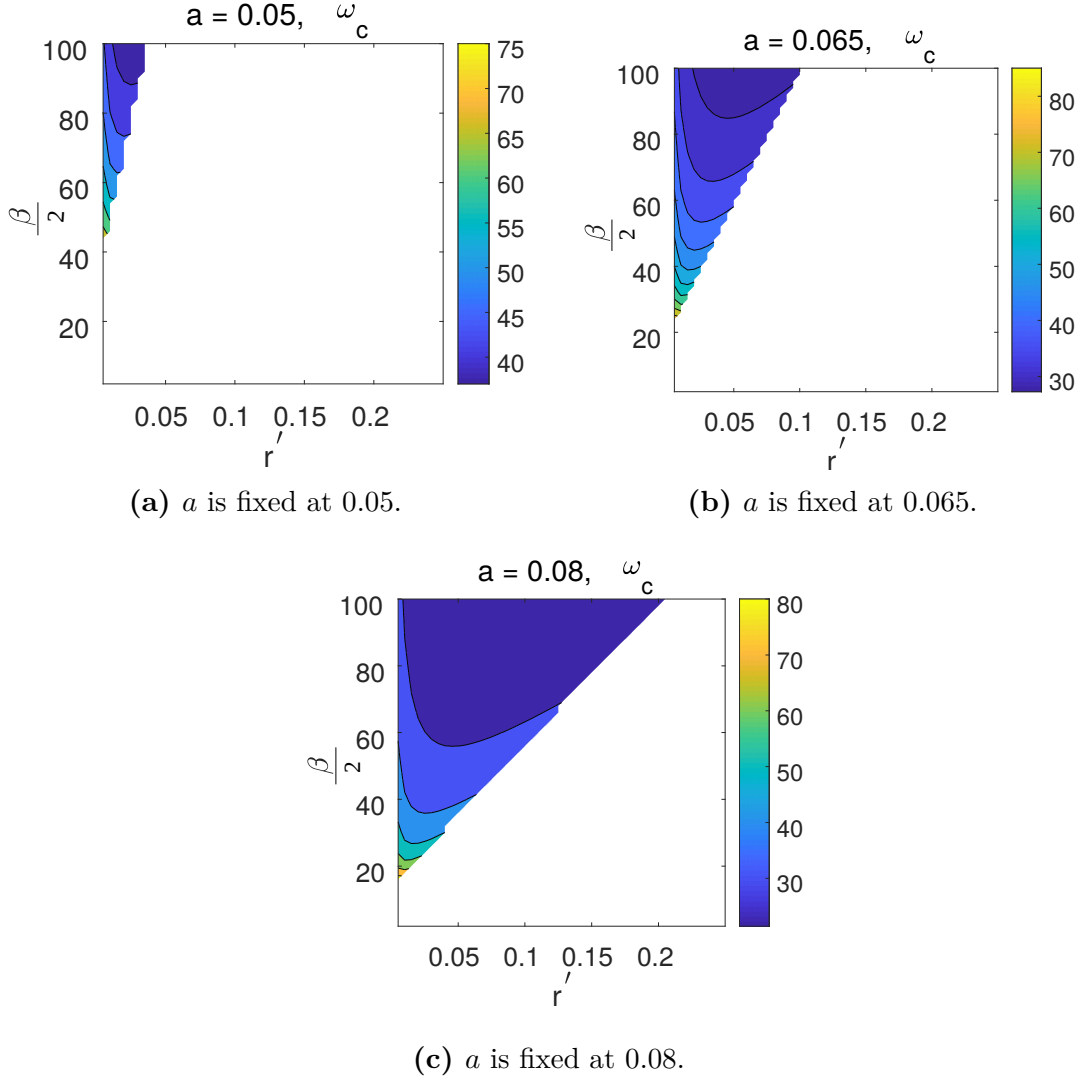 a = 0.05, ω_c
100
80
60
40
20
β/2
0.05 0.1 0.15 0.2
r′
75
70
65
60
55
50
45
40
(a) a is fixed at 0.05.
a = 0.065, ω_c
100
80
60
40
20
β/2
0.05 0.1 0.15 0.2
r′
80
70
60
50
40
30
(b) a is fixed at 0.065.
a = 0.08, ω_c
100
80
60
40
20
β/2
0.05 0.1 0.15 0.2
r′
80
70
60
50
40
30
(c) a is fixed at 0.08.